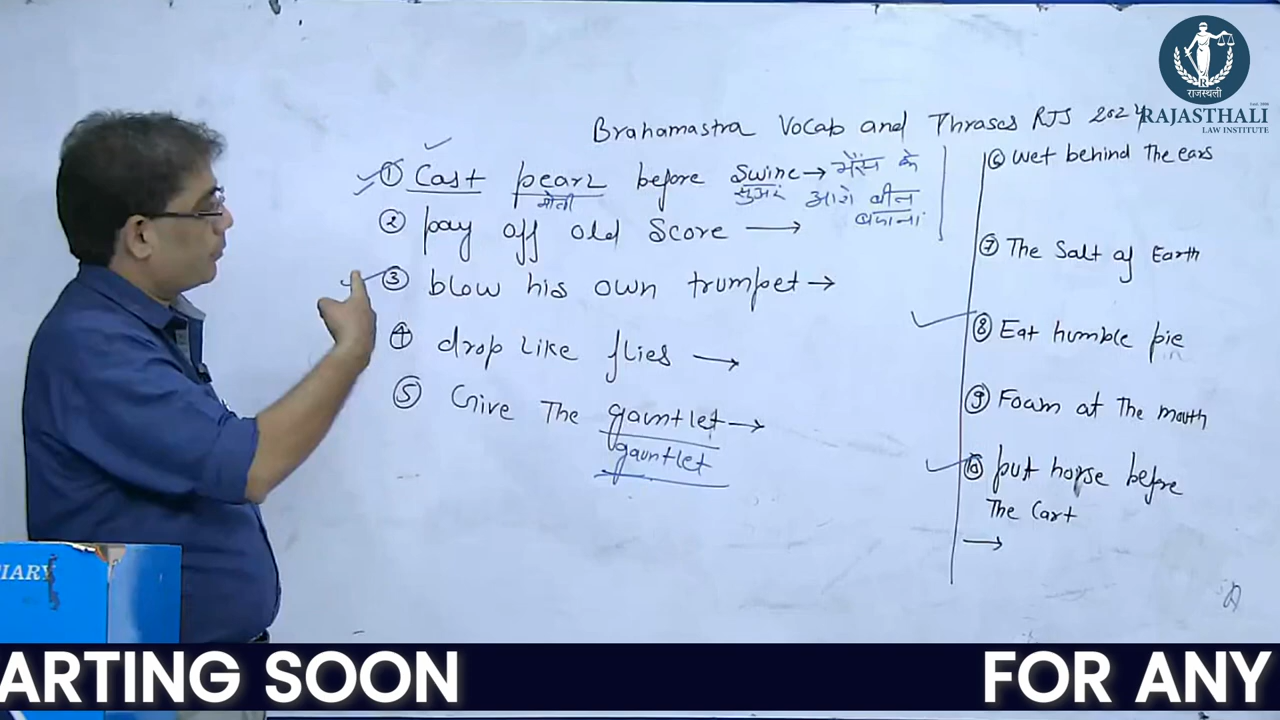 Brahamastra Vocab and Thrases RJS 2024
राजस्थली
RAJASTHALI
LAW INSTITUTE
① Cast pearl before Swine → भैंस के
मोती
सुअर आगे बीन
बजाना
② pay off old Score →
③ blow his own trumpet →
④ drop like flies →
⑤ Give The gauntlet →
gauntlet
⑥ wet behind The ears
⑦ The Salt of Earth
⑧ Eat humble pie
⑨ Foam at The mouth
⑩ put horse before
The Cart
→
IARY
ARTING SOON
FOR ANY